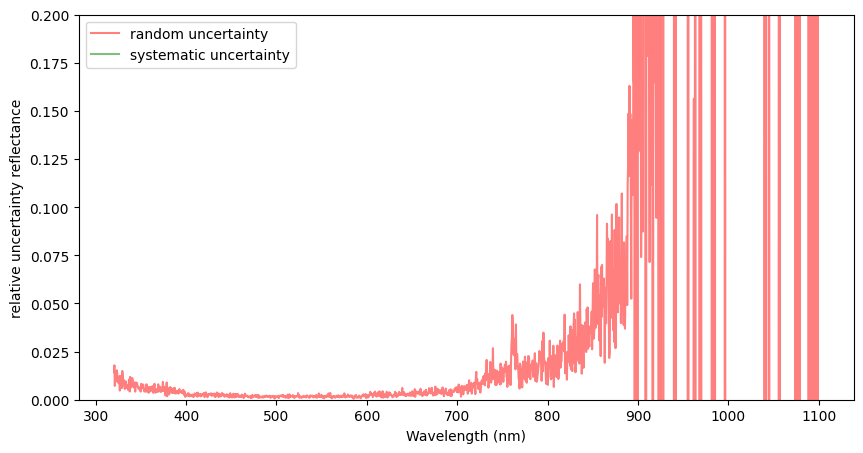 random uncertainty
systematic uncertainty
relative uncertainty reflectance
0.200
0.175
0.150
0.125
0.100
0.075
0.050
0.025
0.000
300 400 500 600 700 800 900 1000 1100
Wavelength (nm)